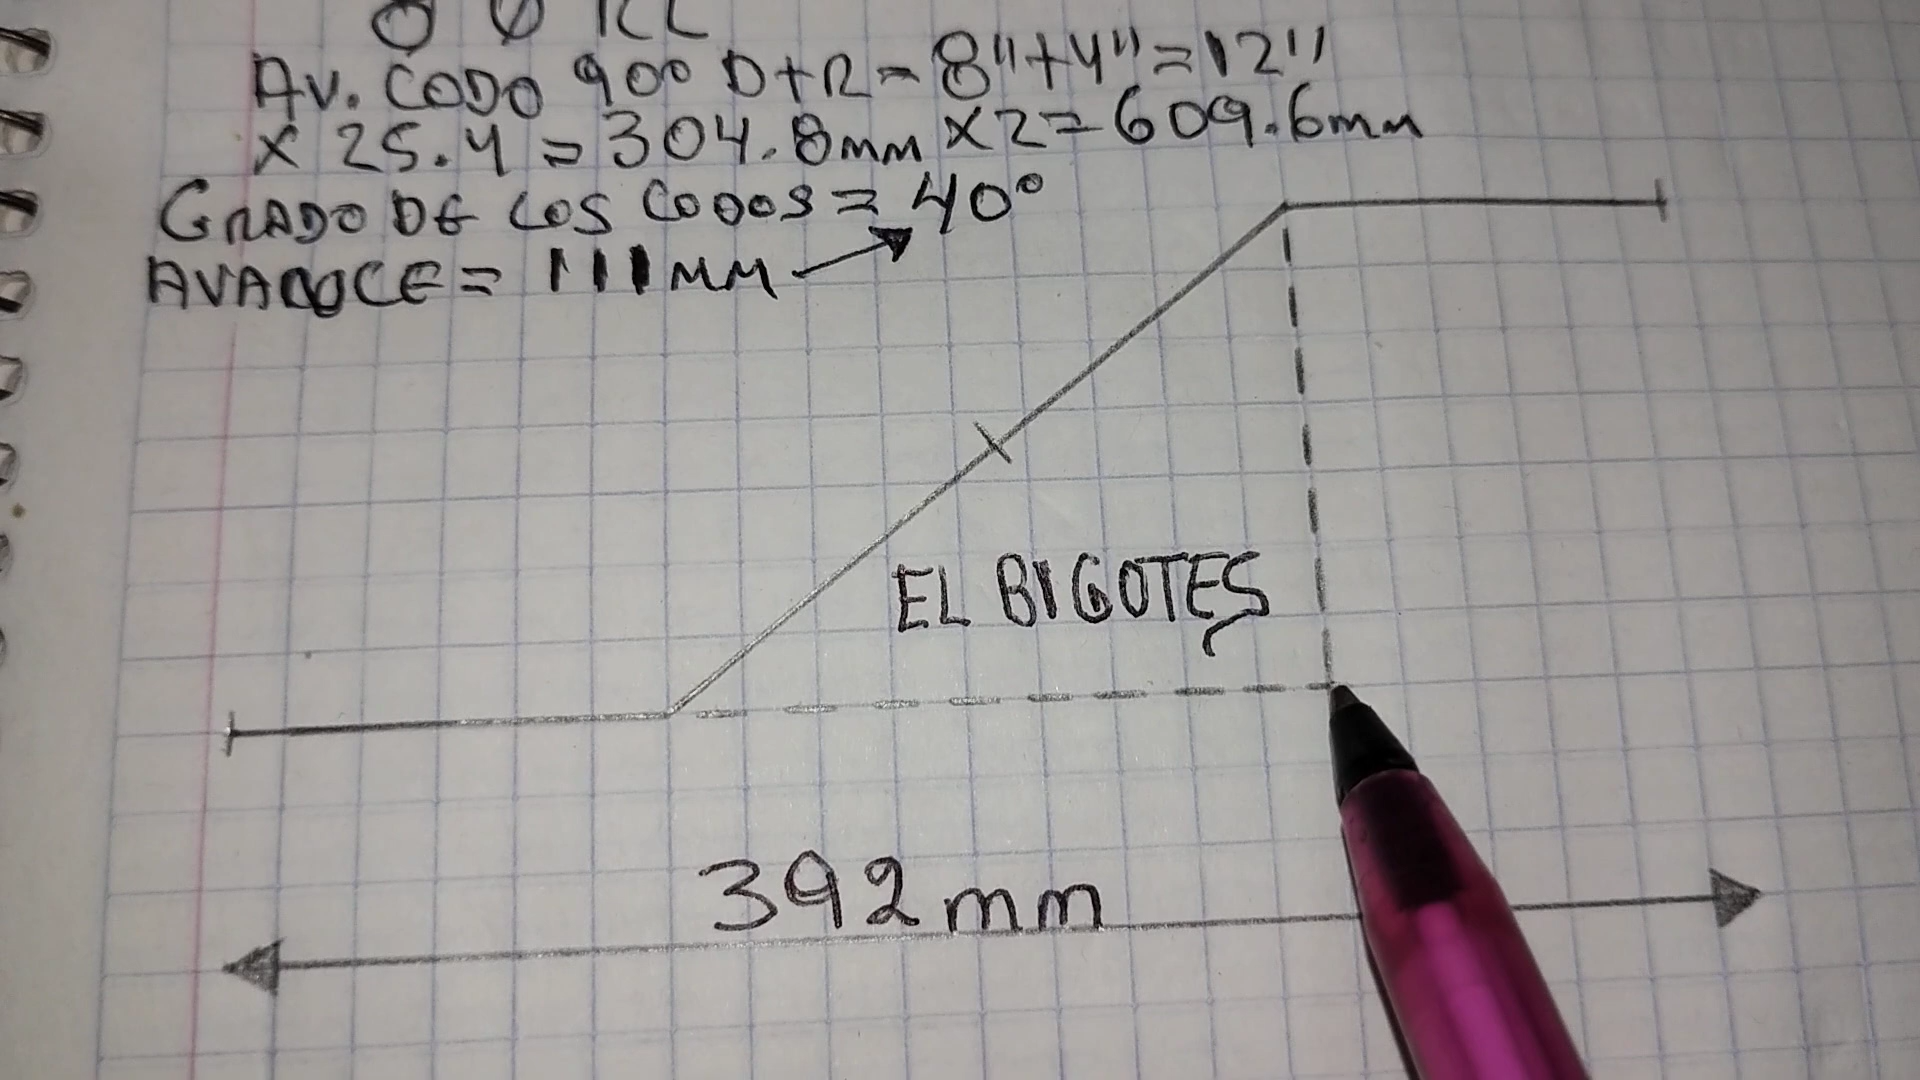 AV. CODO 90° D+R = 8"+4" = 12"
× 25.4 = 304.8mm × 2 = 609.6mm
GRADO DE LOS CODOS = 40°
AVANCE = 111MM
EL BIGOTES
392mm